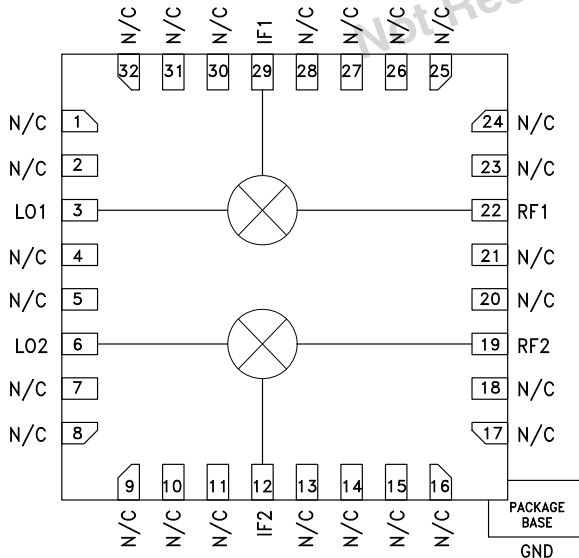 Not Rec
N/C N/C N/C IF1 N/C N/C N/C N/C
32 31 30 29 28 27 26 25
N/C 1 24 N/C
N/C 2 23 N/C
LO1 3 22 RF1
N/C 4 21 N/C
N/C 5 20 N/C
LO2 6 19 RF2
N/C 7 18 N/C
N/C 8 17 N/C
9 10 11 12 13 14 15 16
N/C N/C N/C IF2 N/C N/C N/C N/C
PACKAGE
BASE
GND